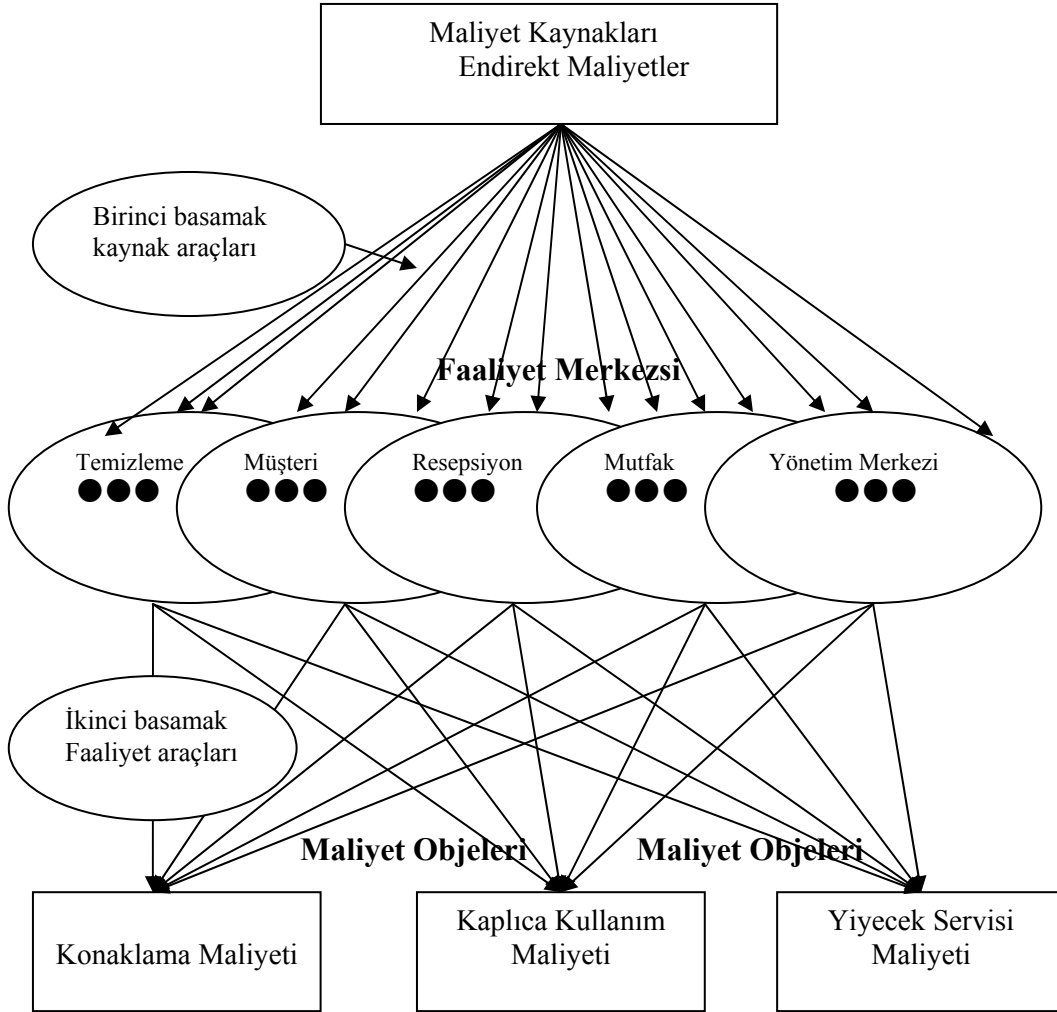 Maliyet Kaynakları
Endirekt Maliyetler
Birinci basamak
kaynak araçları
Faaliyet Merkezsi
Temizleme
Müşteri
Resepsiyon
Mutfak
Yönetim Merkezi
İkinci basamak
Faaliyet araçları
Maliyet Objeleri
Maliyet Objeleri
Konaklama Maliyeti
Kaplıca Kullanım
Maliyeti
Yiyecek Servisi
Maliyeti